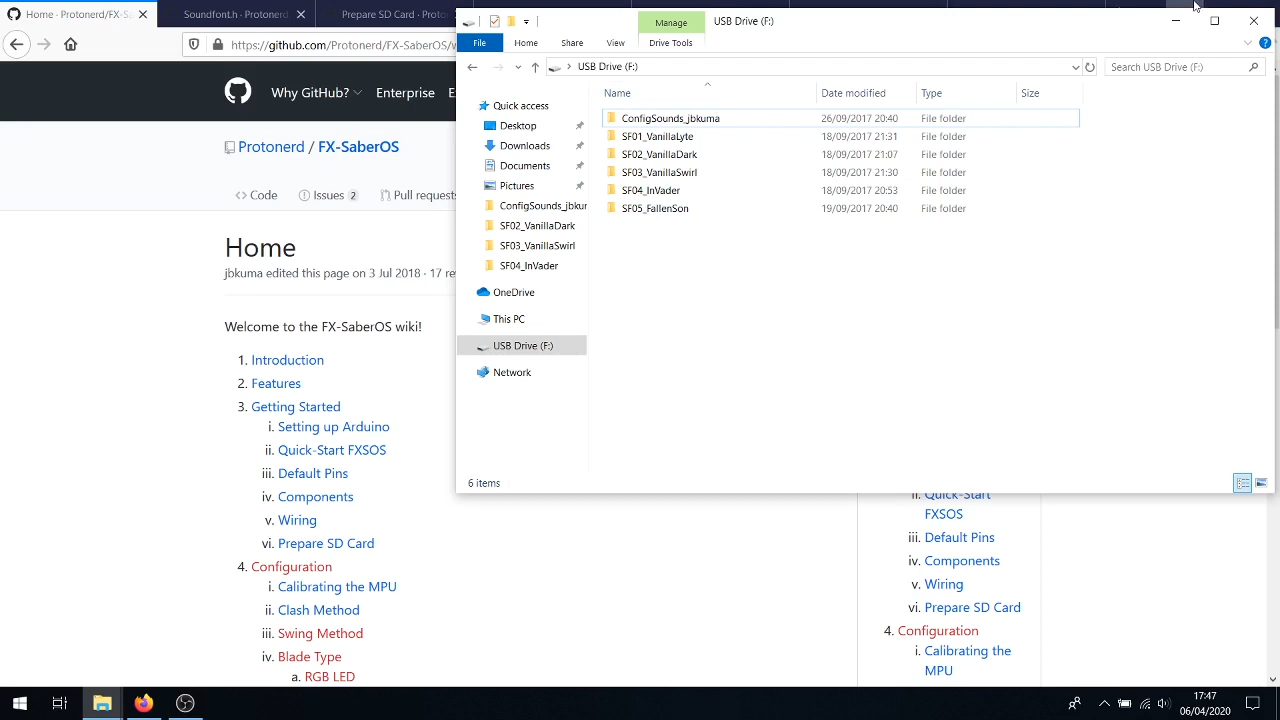 Home · Protonerd/FX-Sa
Soundfont.h · Protonerd/
Prepare SD Card · Proton
Manage
USB Drive (F:)
File
Home
Share
View
Drive Tools
https://github.com/Protonerd/FX-SaberOS/w
USB Drive (F:)
Search USB Drive (F:)
Why GitHub?
Enterprise
E
Name
Date modified
Type
Size
Quick access
Desktop
Downloads
Documents
Pictures
ConfigSounds_jbkur
SF02_VanillaDark
SF03_VanillaSwirl
SF04_InVader
OneDrive
This PC
USB Drive (F:)
Network
ConfigSounds_jbkuma 26/09/2017 20:40 File folder
SF01_VanillaLyte 18/09/2017 21:31 File folder
SF02_VanillaDark 18/09/2017 21:07 File folder
SF03_VanillaSwirl 18/09/2017 21:30 File folder
SF04_InVader 18/09/2017 20:53 File folder
SF05_FallenSon 19/09/2017 20:40 File folder
6 items
Protonerd / FX-SaberOS
<> Code
Issues 2
Pull requests
Home
jbkuma edited this page on 3 Jul 2018 · 17 re
Welcome to the FX-SaberOS wiki!
1. Introduction
2. Features
3. Getting Started
i. Setting up Arduino
ii. Quick-Start FXSOS
iii. Default Pins
iv. Components
v. Wiring
vi. Prepare SD Card
4. Configuration
i. Calibrating the MPU
ii. Clash Method
iii. Swing Method
iv. Blade Type
a. RGB LED
ii. Quick-Start
FXSOS
iii. Default Pins
iv. Components
v. Wiring
vi. Prepare SD Card
4. Configuration
i. Calibrating the
MPU
17:47
06/04/2020